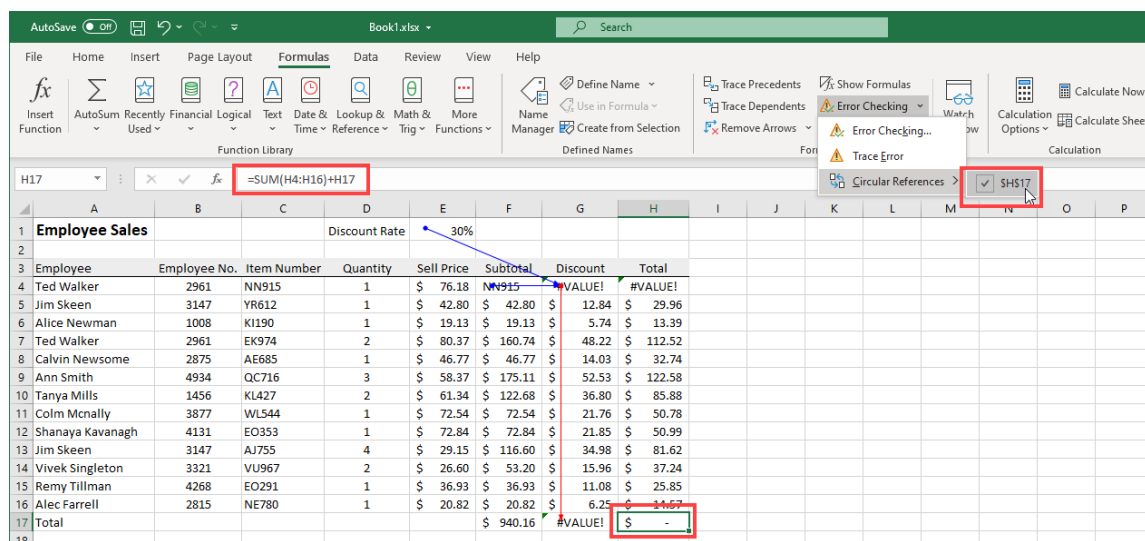 AutoSave Off Book1.xlsx Search
File Home Insert Page Layout Formulas Data Review View Help
fx Insert Function
Σ AutoSum
Recently Used
Financial
Logical
Text
Date & Time
Lookup & Reference
Math & Trig
More Functions
Function Library
Name Manager
Define Name
Use in Formula
Create from Selection
Defined Names
Trace Precedents
Trace Dependents
Remove Arrows
Show Formulas
Error Checking
Calculation Options
Calculate Now
Calculate Shee
Calculation
Error Checking...
Trace Error
Circular References
$H$17
H17 fx =SUM(H4:H16)+H17
A B C D E F G H I J K L M N O P
1 Employee Sales Discount Rate 30%
2
3 Employee Employee No. Item Number Quantity Sell Price Subtotal Discount Total
4 Ted Walker 2961 NN915 1 $ 76.18 NN915 #VALUE! #VALUE!
5 Jim Skeen 3147 YR612 1 $ 42.80 $ 42.80 $ 12.84 $ 29.96
6 Alice Newman 1008 KI190 1 $ 19.13 $ 19.13 $ 5.74 $ 13.39
7 Ted Walker 2961 EK974 2 $ 80.37 $ 160.74 $ 48.22 $ 112.52
8 Calvin Newsome 2875 AE685 1 $ 46.77 $ 46.77 $ 14.03 $ 32.74
9 Ann Smith 4934 QC716 3 $ 58.37 $ 175.11 $ 52.53 $ 122.58
10 Tanya Mills 1456 KL427 2 $ 61.34 $ 122.68 $ 36.80 $ 85.88
11 Colm Mcnally 3877 WL544 1 $ 72.54 $ 72.54 $ 21.76 $ 50.78
12 Shanaya Kavanagh 4131 EO353 1 $ 72.84 $ 72.84 $ 21.85 $ 50.99
13 Jim Skeen 3147 AJ755 4 $ 29.15 $ 116.60 $ 34.98 $ 81.62
14 Vivek Singleton 3321 VU967 2 $ 26.60 $ 53.20 $ 15.96 $ 37.24
15 Remy Tillman 4268 EO291 1 $ 36.93 $ 36.93 $ 11.08 $ 25.85
16 Alec Farrell 2815 NE780 1 $ 20.82 $ 20.82 $ 6.25 $ 14.57
17 Total $ 940.16 #VALUE! $ -